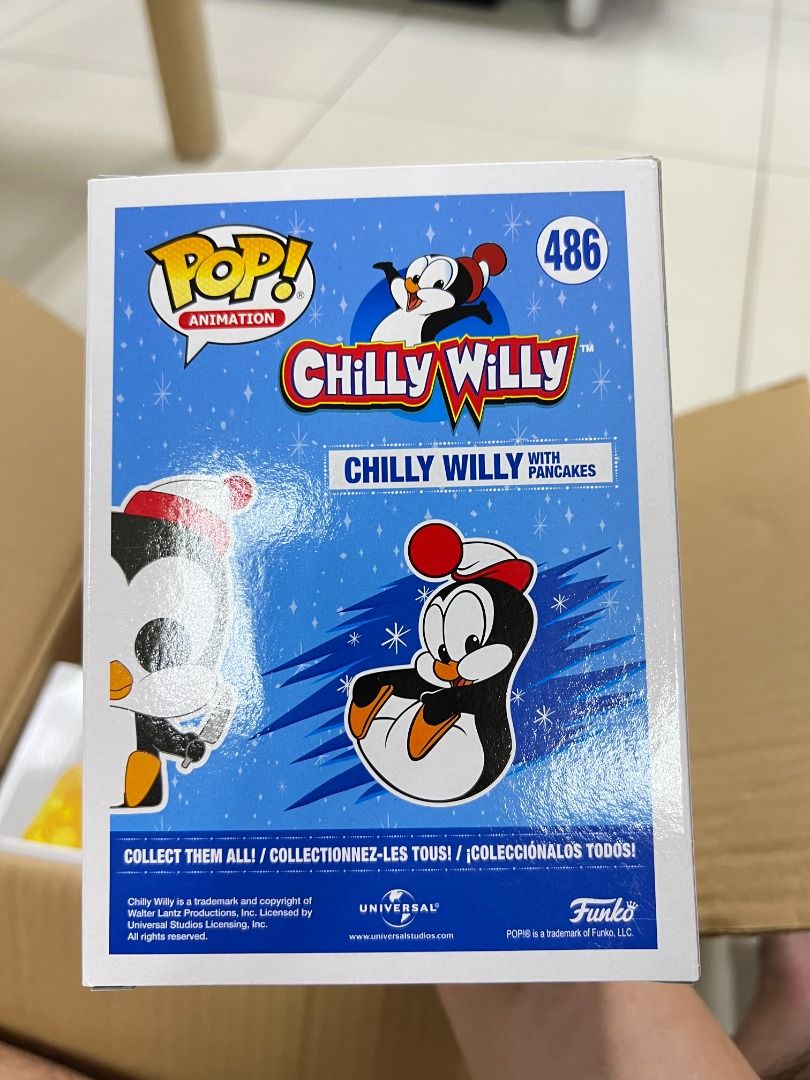 POP!®
ANIMATION
486
CHiLLY WiLLY™
CHILLY WILLY WITH PANCAKES
COLLECT THEM ALL! / COLLECTIONNEZ-LES TOUS! / ¡COLECCIÓNALOS TODOS!
Chilly Willy is a trademark and copyright of
Walter Lantz Productions, Inc. Licensed by
Universal Studios Licensing, Inc.
All rights reserved.
UNIVERSAL®
www.universalstudios.com
Funko
POP!® is a trademark of Funko, LLC.